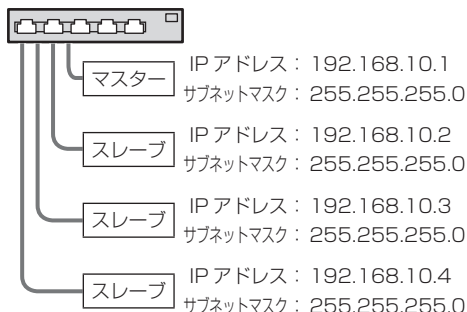 マスター
IP アドレス： 192.168.10.1
サブネットマスク： 255.255.255.0
スレーブ
IP アドレス： 192.168.10.2
サブネットマスク： 255.255.255.0
スレーブ
IP アドレス： 192.168.10.3
サブネットマスク： 255.255.255.0
スレーブ
IP アドレス： 192.168.10.4
サブネットマスク： 255.255.255.0